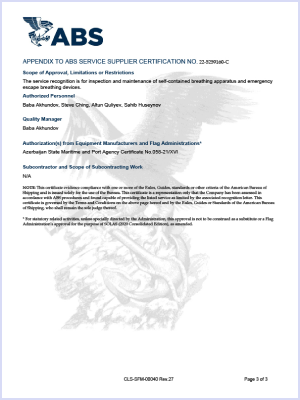 ABS
APPENDIX TO ABS SERVICE SUPPLIER CERTIFICATION NO. 22-5259160-C
Scope of Approval, Limitations or Restrictions
The service recognition is for inspection and maintenance of self-contained breathing apparatus and emergency
escape breathing devices.
Authorized Personnel
Baba Akhundov, Steve Ching, Altun Quliyev, Sahib Huseynov
Quality Manager
Baba Akhundov
Authorization(s) from Equipment Manufacturers and Flag Administrations*
Azerbaijan State Maritime and Port Agency Certificate No.055-21/XVI
Subcontractor and Scope of Subcontracting Work
N/A
NOTE: This certificate evidences compliance with one or more of the Rules, Guides, standards or other criteria of the American Bureau of
Shipping and is issued solely for the use of the Bureau. This certificate is a representation only that the Company has been assessed in
accordance with ABS procedures and found capable of providing the listed service as limited by the associated recognition letter. This
certificate is governed by the Terms and Conditions on the above page hereof and by the Rules, Guides or Standards of the American Bureau
of Shipping, who shall remain the sole judge thereof.
* For statutory related activities, unless specially directed by the Administration, this approval is not to be construed as a substitute or a Flag
Administration's approval for the purpose of SOLAS (2020 Consolidated Edition), as amended.
CLS-SFM-00040 Rev.27
Page 3 of 3